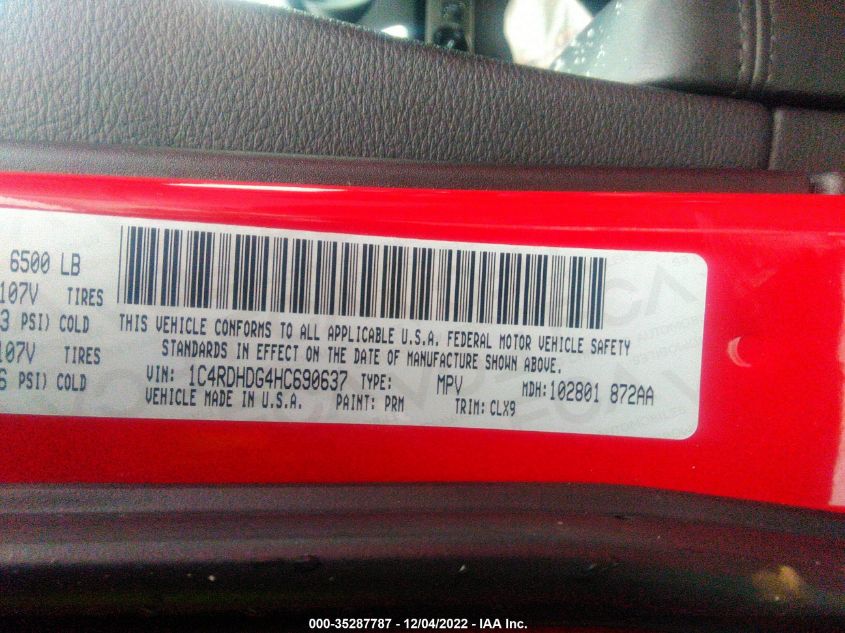 6500 LB
107V TIRES
3 PSI) COLD
107V TIRES
6 PSI) COLD
THIS VEHICLE CONFORMS TO ALL APPLICABLE U.S.A. FEDERAL MOTOR VEHICLE SAFETY
STANDARDS IN EFFECT ON THE DATE OF MANUFACTURE SHOWN ABOVE.
VIN: 1C4RDHDG4HC690637 TYPE: MPV MDH: 102801 872AA
VEHICLE MADE IN U.S.A. PAINT: PRM TRIM: CLX9
000-35287787 - 12/04/2022 - IAA Inc.